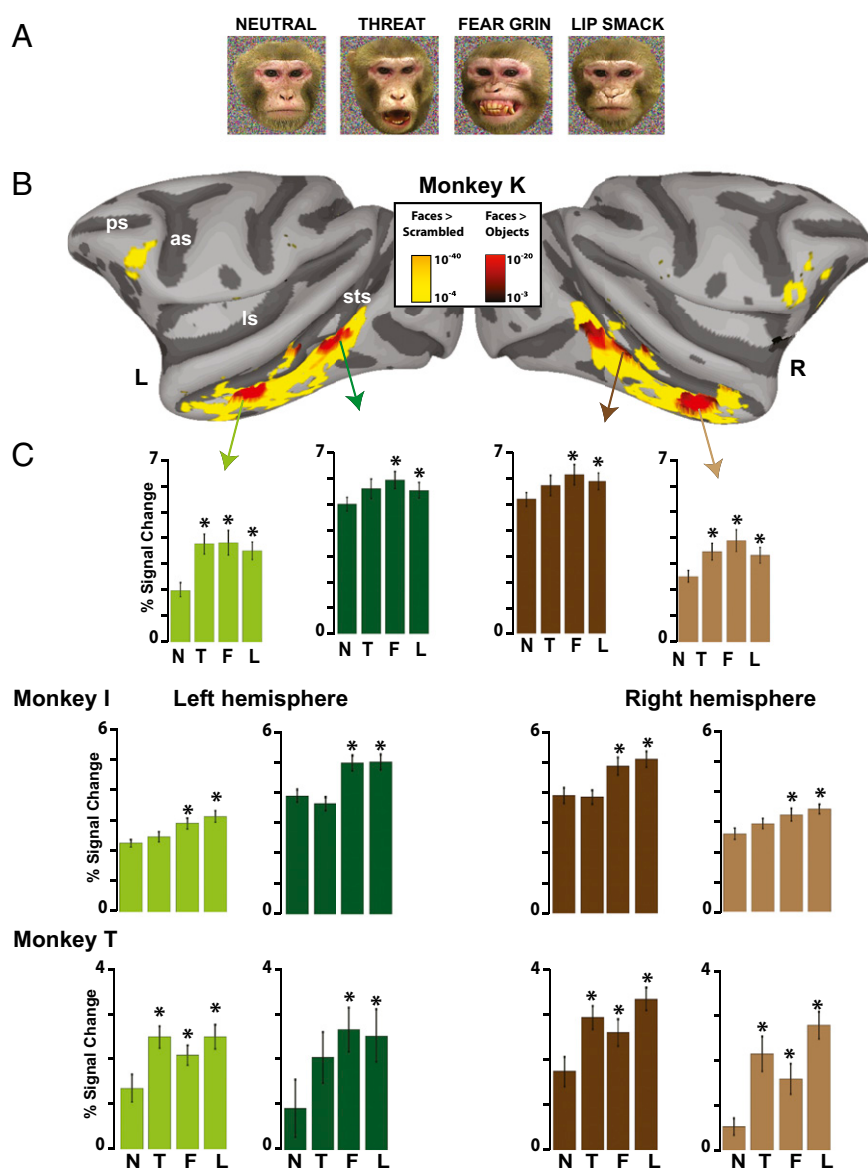 A
NEUTRAL THREAT FEAR GRIN LIP SMACK
B
Monkey K
Faces > Scrambled
Faces > Objects
10-40
10-4
10-20
10-3
ps
as
ls
sts
L
R
C
% Signal Change
7
0
N T F L
* * *
7
0
N T F L
* *
7
0
N T F L
* *
7
0
N T F L
* * *
Monkey I Left hemisphere Right hemisphere
% Signal Change
6
0
* *
6
0
* *
6
0
* *
6
0
* *
Monkey T
% Signal Change
4
0
N T F L
* * *
4
0
N T F L
* *
4
0
N T F L
* * *
4
0
N T F L
* * *